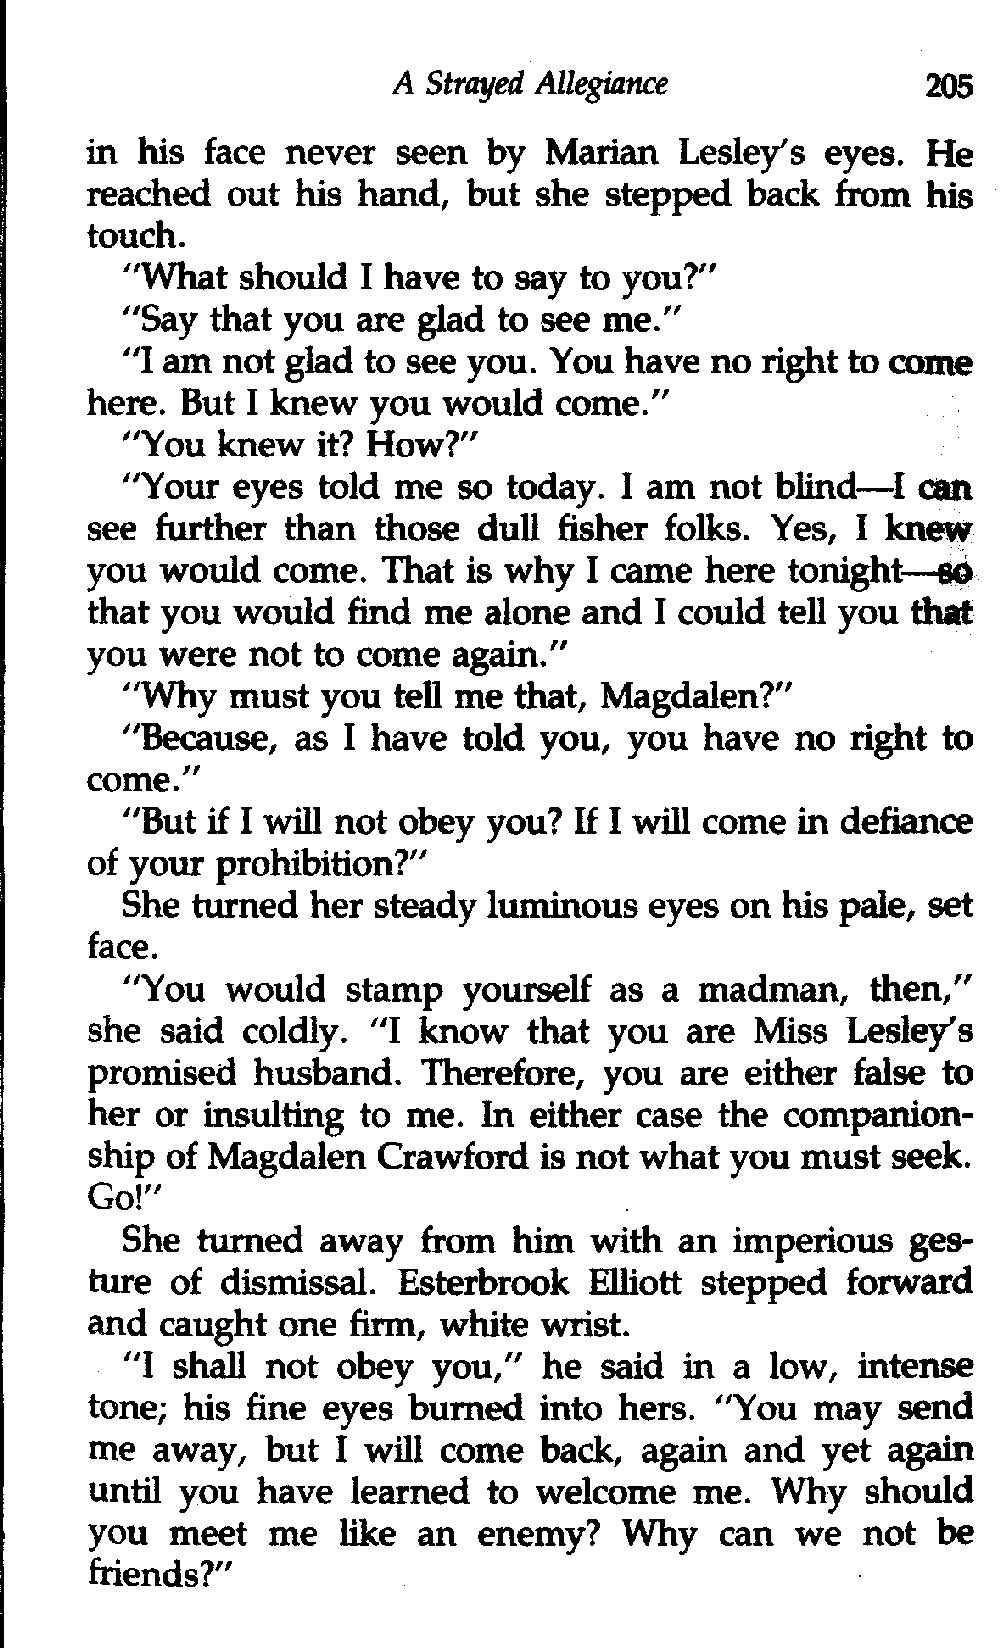 A Strayed Allegiance 205
in his face never seen by Marian Lesley's eyes. He
reached out his hand, but she stepped back from his
touch.
"What should I have to say to you?"
"Say that you are glad to see me."
"I am not glad to see you. You have no right to come
here. But I knew you would come."
"You knew it? How?"
"Your eyes told me so today. I am not blind—I can
see further than those dull fisher folks. Yes, I knew
you would come. That is why I came here tonight—so
that you would find me alone and I could tell you that
you were not to come again."
"Why must you tell me that, Magdalen?"
"Because, as I have told you, you have no right to
come."
"But if I will not obey you? If I will come in defiance
of your prohibition?"
She turned her steady luminous eyes on his pale, set
face.
"You would stamp yourself as a madman, then,"
she said coldly. "I know that you are Miss Lesley's
promised husband. Therefore, you are either false to
her or insulting to me. In either case the companion-
ship of Magdalen Crawford is not what you must seek.
Go!"
She turned away from him with an imperious ges-
ture of dismissal. Esterbrook Elliott stepped forward
and caught one firm, white wrist.
"I shall not obey you," he said in a low, intense
tone; his fine eyes burned into hers. "You may send
me away, but I will come back, again and yet again
until you have learned to welcome me. Why should
you meet me like an enemy? Why can we not be
friends?"